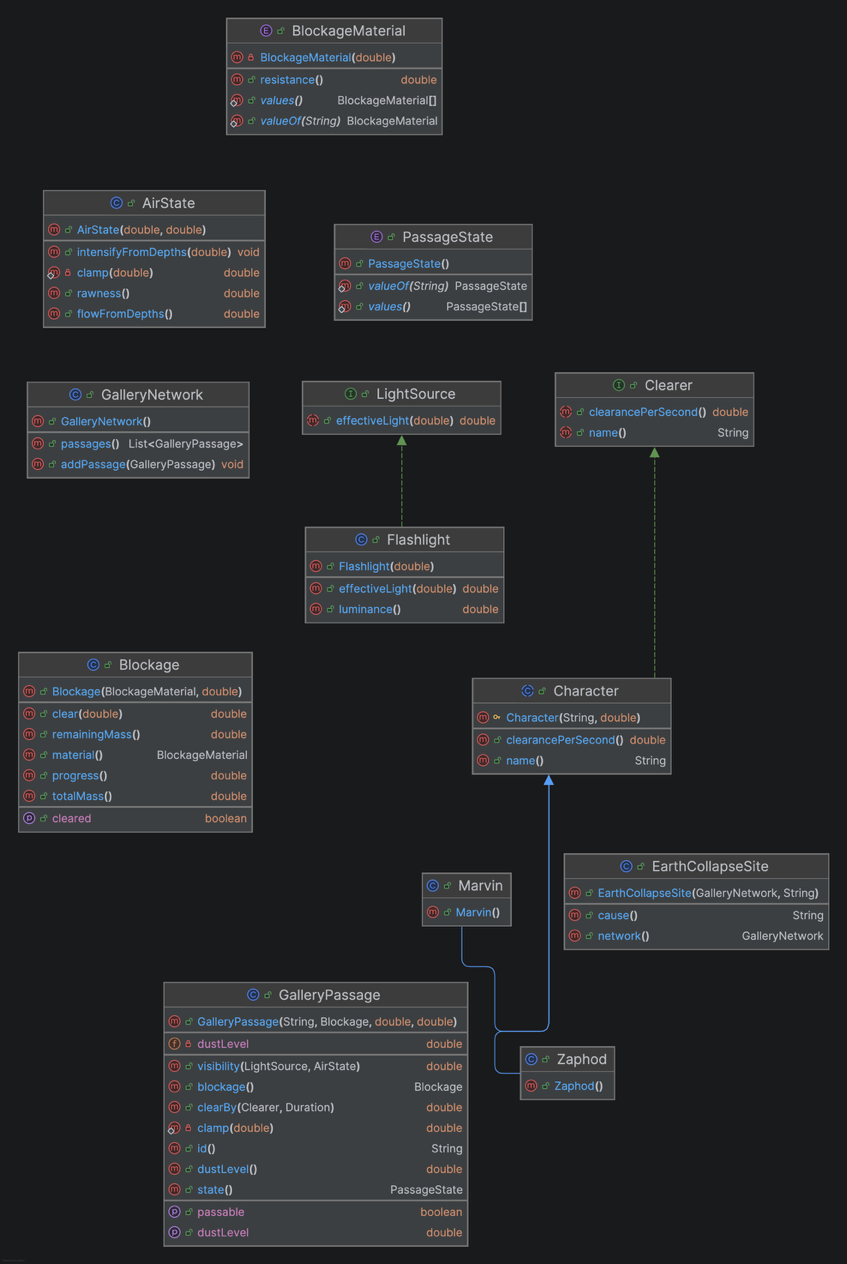 BlockageMaterial
BlockageMaterial(double)
resistance() double
values() BlockageMaterial[]
valueOf(String) BlockageMaterial
AirState
AirState(double, double)
intensifyFromDepths(double) void
clamp(double) double
rawness() double
flowFromDepths() double
PassageState
PassageState()
valueOf(String) PassageState
values() PassageState[]
GalleryNetwork
GalleryNetwork()
passages() List<GalleryPassage>
addPassage(GalleryPassage) void
LightSource
effectiveLight(double) double
Clearer
clearancePerSecond() double
name() String
Flashlight
Flashlight(double)
effectiveLight(double) double
luminance() double
Blockage
Blockage(BlockageMaterial, double)
clear(double) double
remainingMass() double
material() BlockageMaterial
progress() double
totalMass() double
cleared boolean
Character
Character(String, double)
clearancePerSecond() double
name() String
Marvin
Marvin()
EarthCollapseSite
EarthCollapseSite(GalleryNetwork, String)
cause() String
network() GalleryNetwork
GalleryPassage
GalleryPassage(String, Blockage, double, double)
dustLevel double
visibility(LightSource, AirState) double
blockage() Blockage
clearBy(Clearer, Duration) double
clamp(double) double
id() String
dustLevel() double
state() PassageState
passable boolean
dustLevel double
Zaphod
Zaphod()